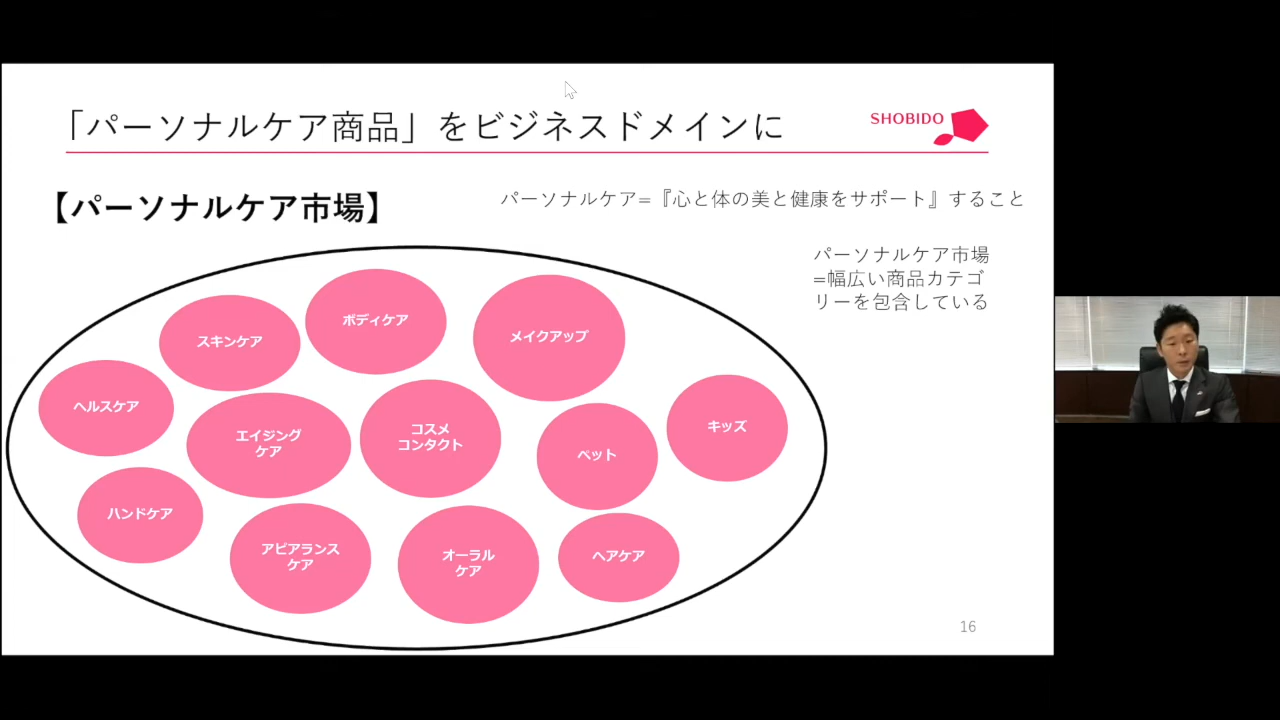 「パーソナルケア商品」をビジネスドメインに
SHOBIDO
【パーソナルケア市場】
パーソナルケア=『心と体の美と健康をサポート』すること
パーソナルケア市場
=幅広い商品カテゴ
リーを包含している
スキンケア
ボディケア
メイクアップ
ヘルスケア
エイジング
ケア
コスメ
コンタクト
ペット
キッズ
ハンドケア
アピアランス
ケア
オーラル
ケア
ヘアケア
16